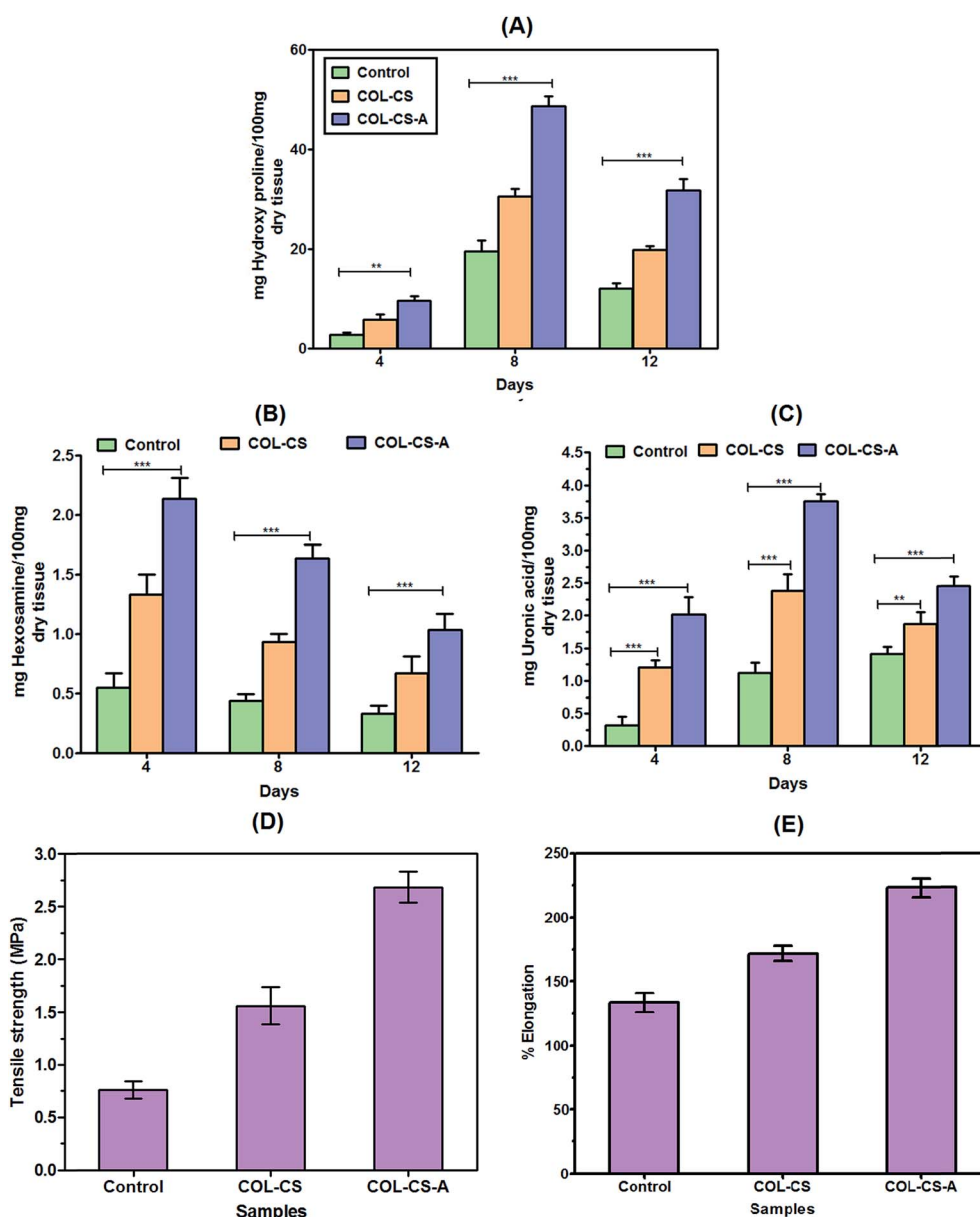 (A)
Control
COL-CS
COL-CS-A
mg Hydroxy proline/100mg
dry tissue
60
40
20
0
***
***
**
4
8
12
Days
(B)
Control
COL-CS
COL-CS-A
mg Hexosamine/100mg
dry tissue
2.5
2.0
1.5
1.0
0.5
0.0
***
***
***
4
8
12
Days
(C)
Control
COL-CS
COL-CS-A
mg Uronic acid/100mg
dry tissue
4.5
4.0
3.5
3.0
2.5
2.0
1.5
1.0
0.5
0.0
***
***
***
***
***
**
4
8
12
Days
(D)
Tensile strength (MPa)
3.0
2.5
2.0
1.5
1.0
0.5
0.0
Control
COL-CS
COL-CS-A
Samples
(E)
% Elongation
250
200
150
100
50
0
Control
COL-CS
COL-CS-A
Samples